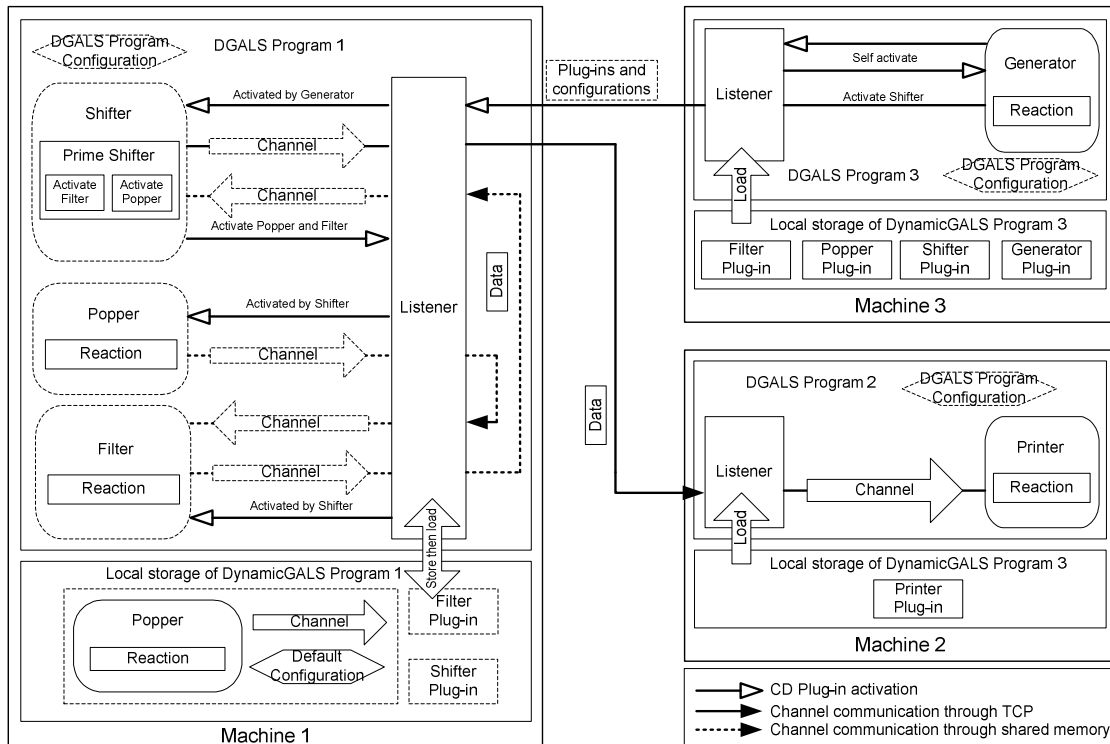 DGALS Program
Configuration
DGALS Program 1
Shifter
Prime Shifter
Activate
Filter
Activate
Popper
Activated by Generator
Channel
Channel
Activate Popper and Filter
Listener
Data
Popper
Reaction
Activated by Shifter
Channel
Filter
Reaction
Channel
Channel
Activated by Shifter
Store then load
Local storage of DynamicGALS Program 1
Popper
Reaction
Channel
Default
Configuration
Filter
Plug-in
Shifter
Plug-in
Machine 1
Plug-ins and
configurations
Data
Listener
Self activate
Activate Shifter
Generator
Reaction
Load
DGALS Program 3
DGALS Program
Configuration
Local storage of DynamicGALS Program 3
Filter
Plug-in
Popper
Plug-in
Shifter
Plug-in
Generator
Plug-in
Machine 3
DGALS Program 2
DGALS Program
Configuration
Listener
Channel
Printer
Reaction
Load
Local storage of DynamicGALS Program 3
Printer
Plug-in
Machine 2
CD Plug-in activation
Channel communication through TCP
Channel communication through shared memory